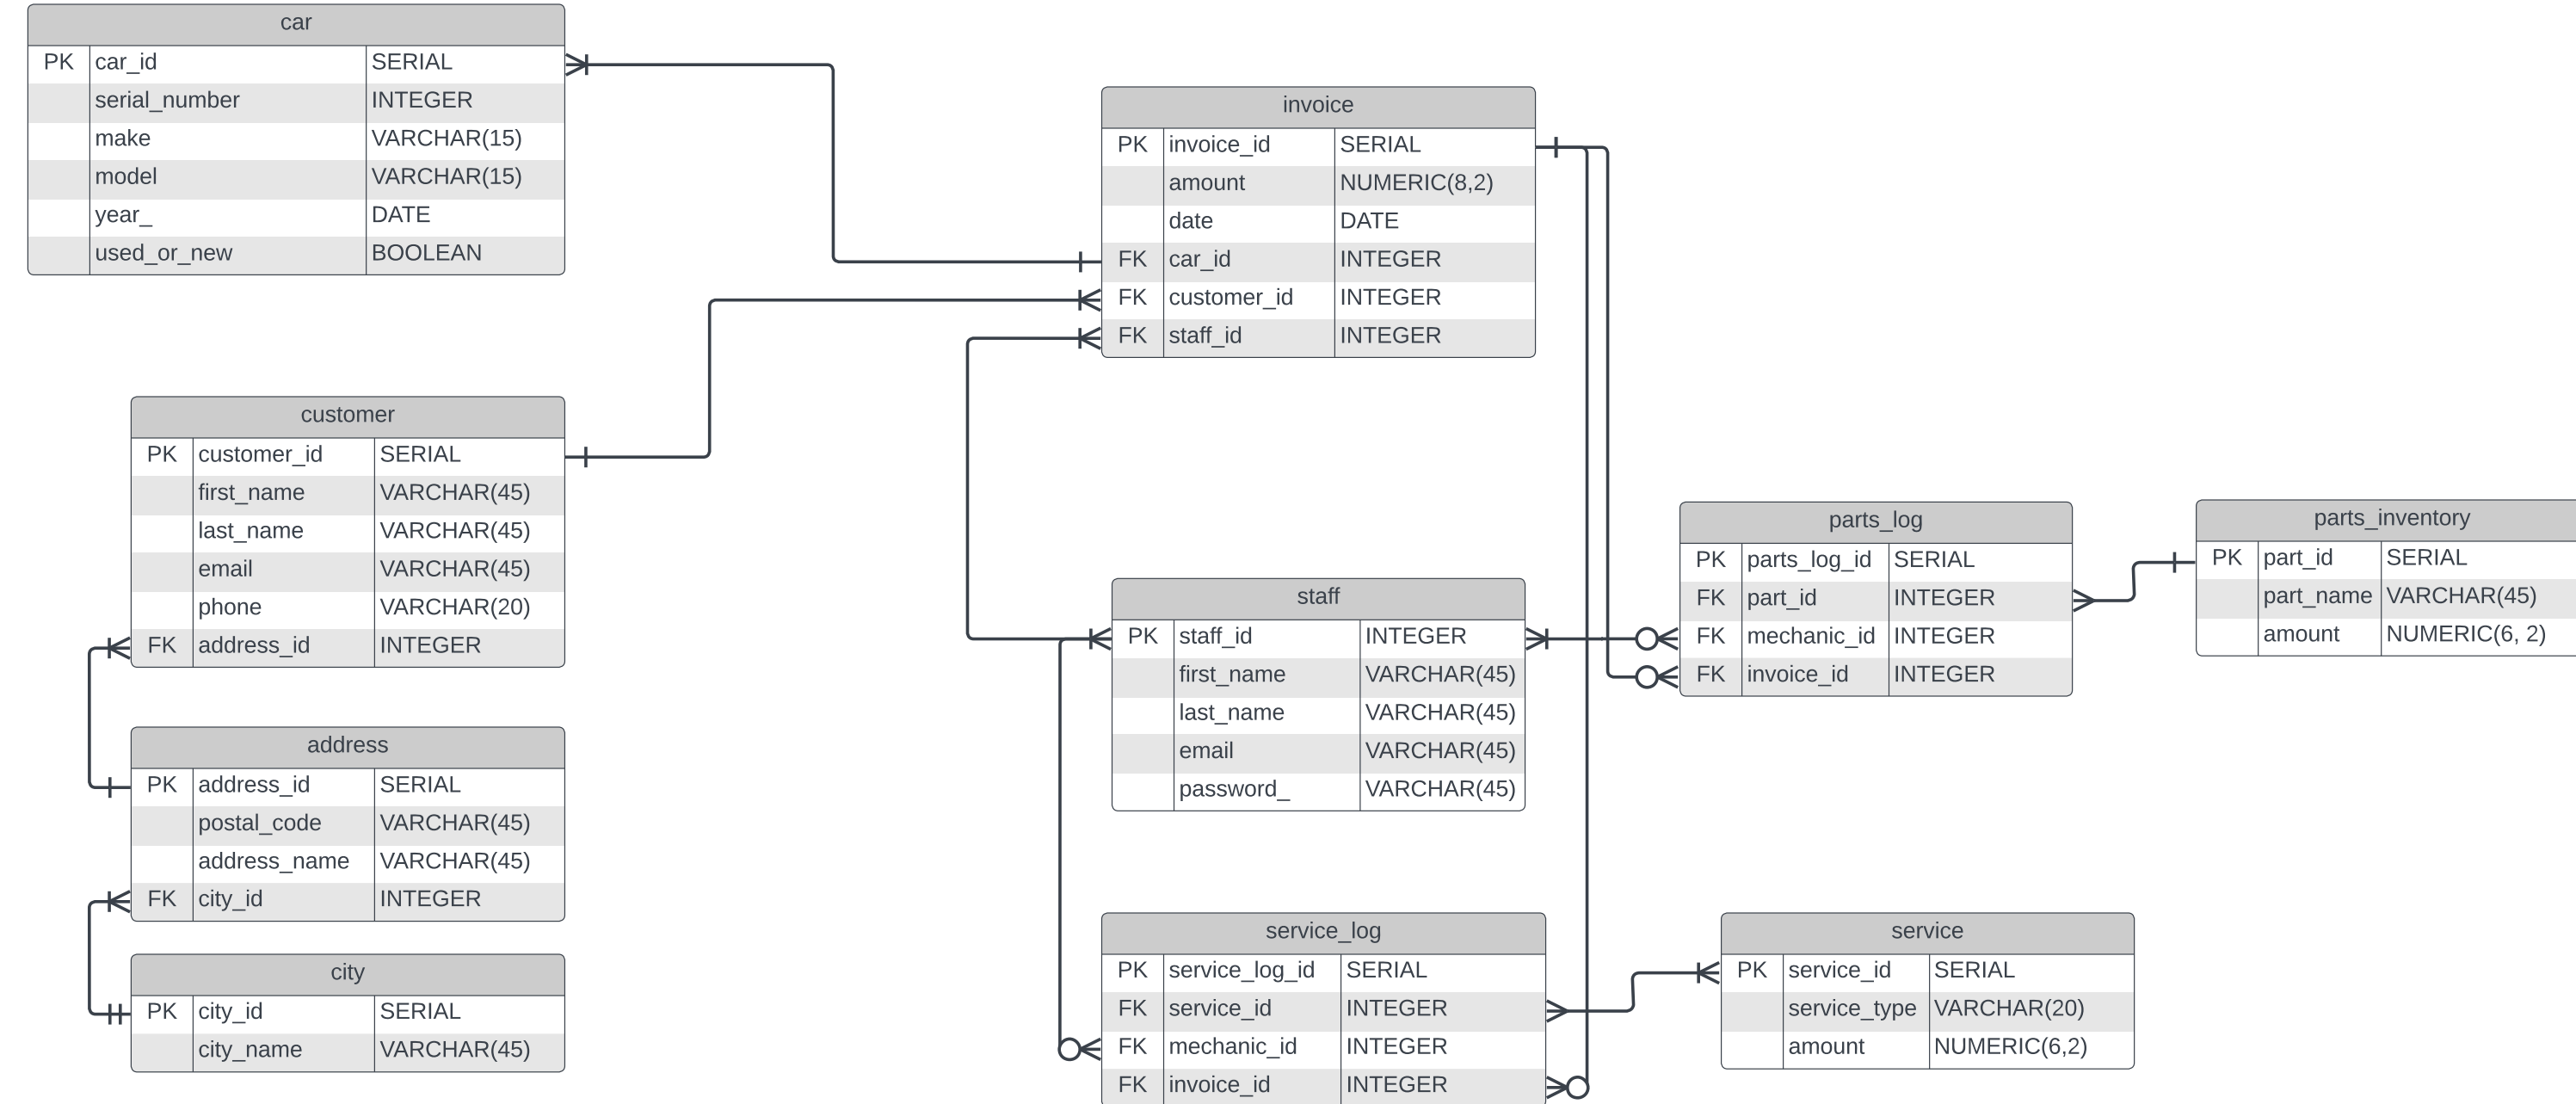 car
PK car_id SERIAL
serial_number INTEGER
make VARCHAR(15)
model VARCHAR(15)
year_ DATE
used_or_new BOOLEAN
invoice
PK invoice_id SERIAL
amount NUMERIC(8,2)
date DATE
FK car_id INTEGER
FK customer_id INTEGER
FK staff_id INTEGER
customer
PK customer_id SERIAL
first_name VARCHAR(45)
last_name VARCHAR(45)
email VARCHAR(45)
phone VARCHAR(20)
FK address_id INTEGER
staff
PK staff_id INTEGER
first_name VARCHAR(45)
last_name VARCHAR(45)
email VARCHAR(45)
password_ VARCHAR(45)
parts_log
PK parts_log_id SERIAL
FK part_id INTEGER
FK mechanic_id INTEGER
FK invoice_id INTEGER
parts_inventory
PK part_id SERIAL
part_name VARCHAR(45)
amount NUMERIC(6, 2)
address
PK address_id SERIAL
postal_code VARCHAR(45)
address_name VARCHAR(45)
FK city_id INTEGER
city
PK city_id SERIAL
city_name VARCHAR(45)
service_log
PK service_log_id SERIAL
FK service_id INTEGER
FK mechanic_id INTEGER
FK invoice_id INTEGER
service
PK service_id SERIAL
service_type VARCHAR(20)
amount NUMERIC(6,2)